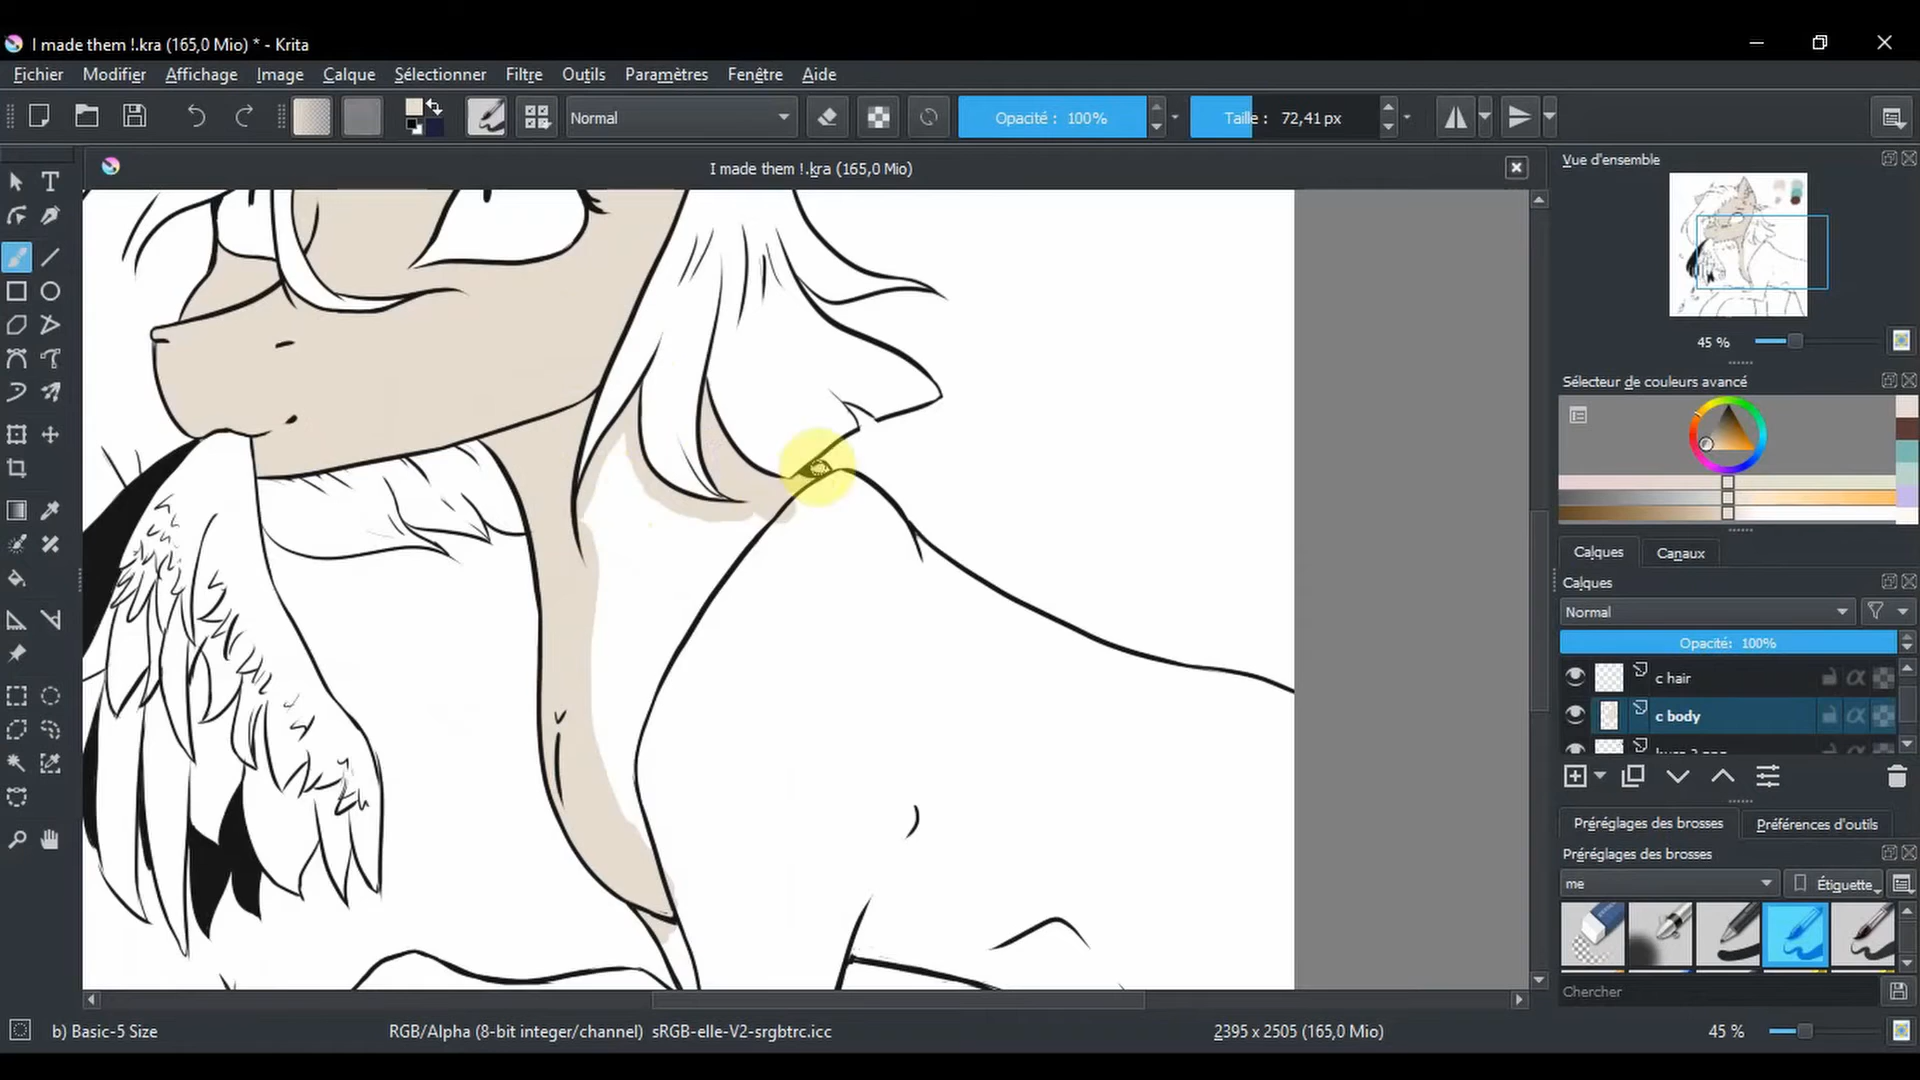 I made them !.kra (165,0 Mio) * - Krita
Fichier Modifier Affichage Image Calque Sélectionner Filtre Outils Paramètres Fenêtre Aide
Normal Opacité : 100% Taille : 72,41 px
I made them !.kra (165,0 Mio)
Vue d'ensemble
45 %
Sélecteur de couleurs avancé
Calques Canaux
Calques
Normal
Opacité: 100%
c hair
c body
Préréglages des brosses Préférences d'outils
Préréglages des brosses
me Étiquette
Chercher
b) Basic-5 Size RGB/Alpha (8-bit integer/channel) sRGB-elle-V2-srgbtrc.icc 2395 x 2505 (165,0 Mio) 45 %